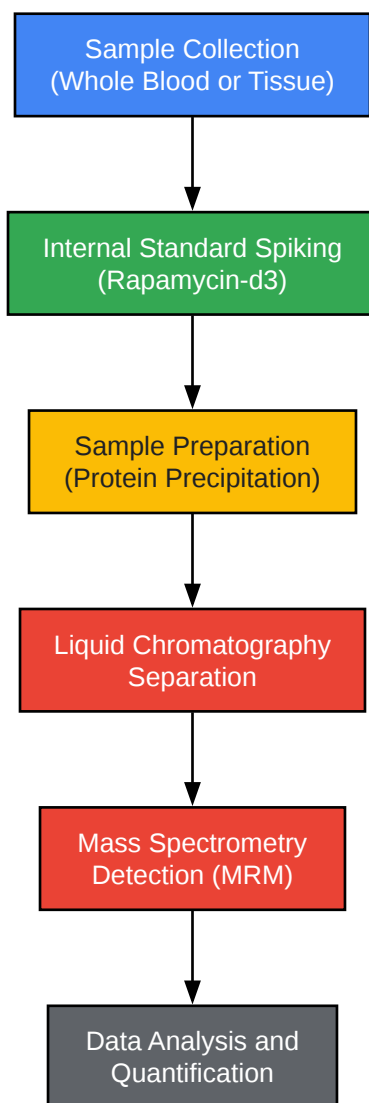 Sample Collection
(Whole Blood or Tissue)
Internal Standard Spiking
(Rapamycin-d3)
Sample Preparation
(Protein Precipitation)
Liquid Chromatography
Separation
Mass Spectrometry
Detection (MRM)
Data Analysis and
Quantification